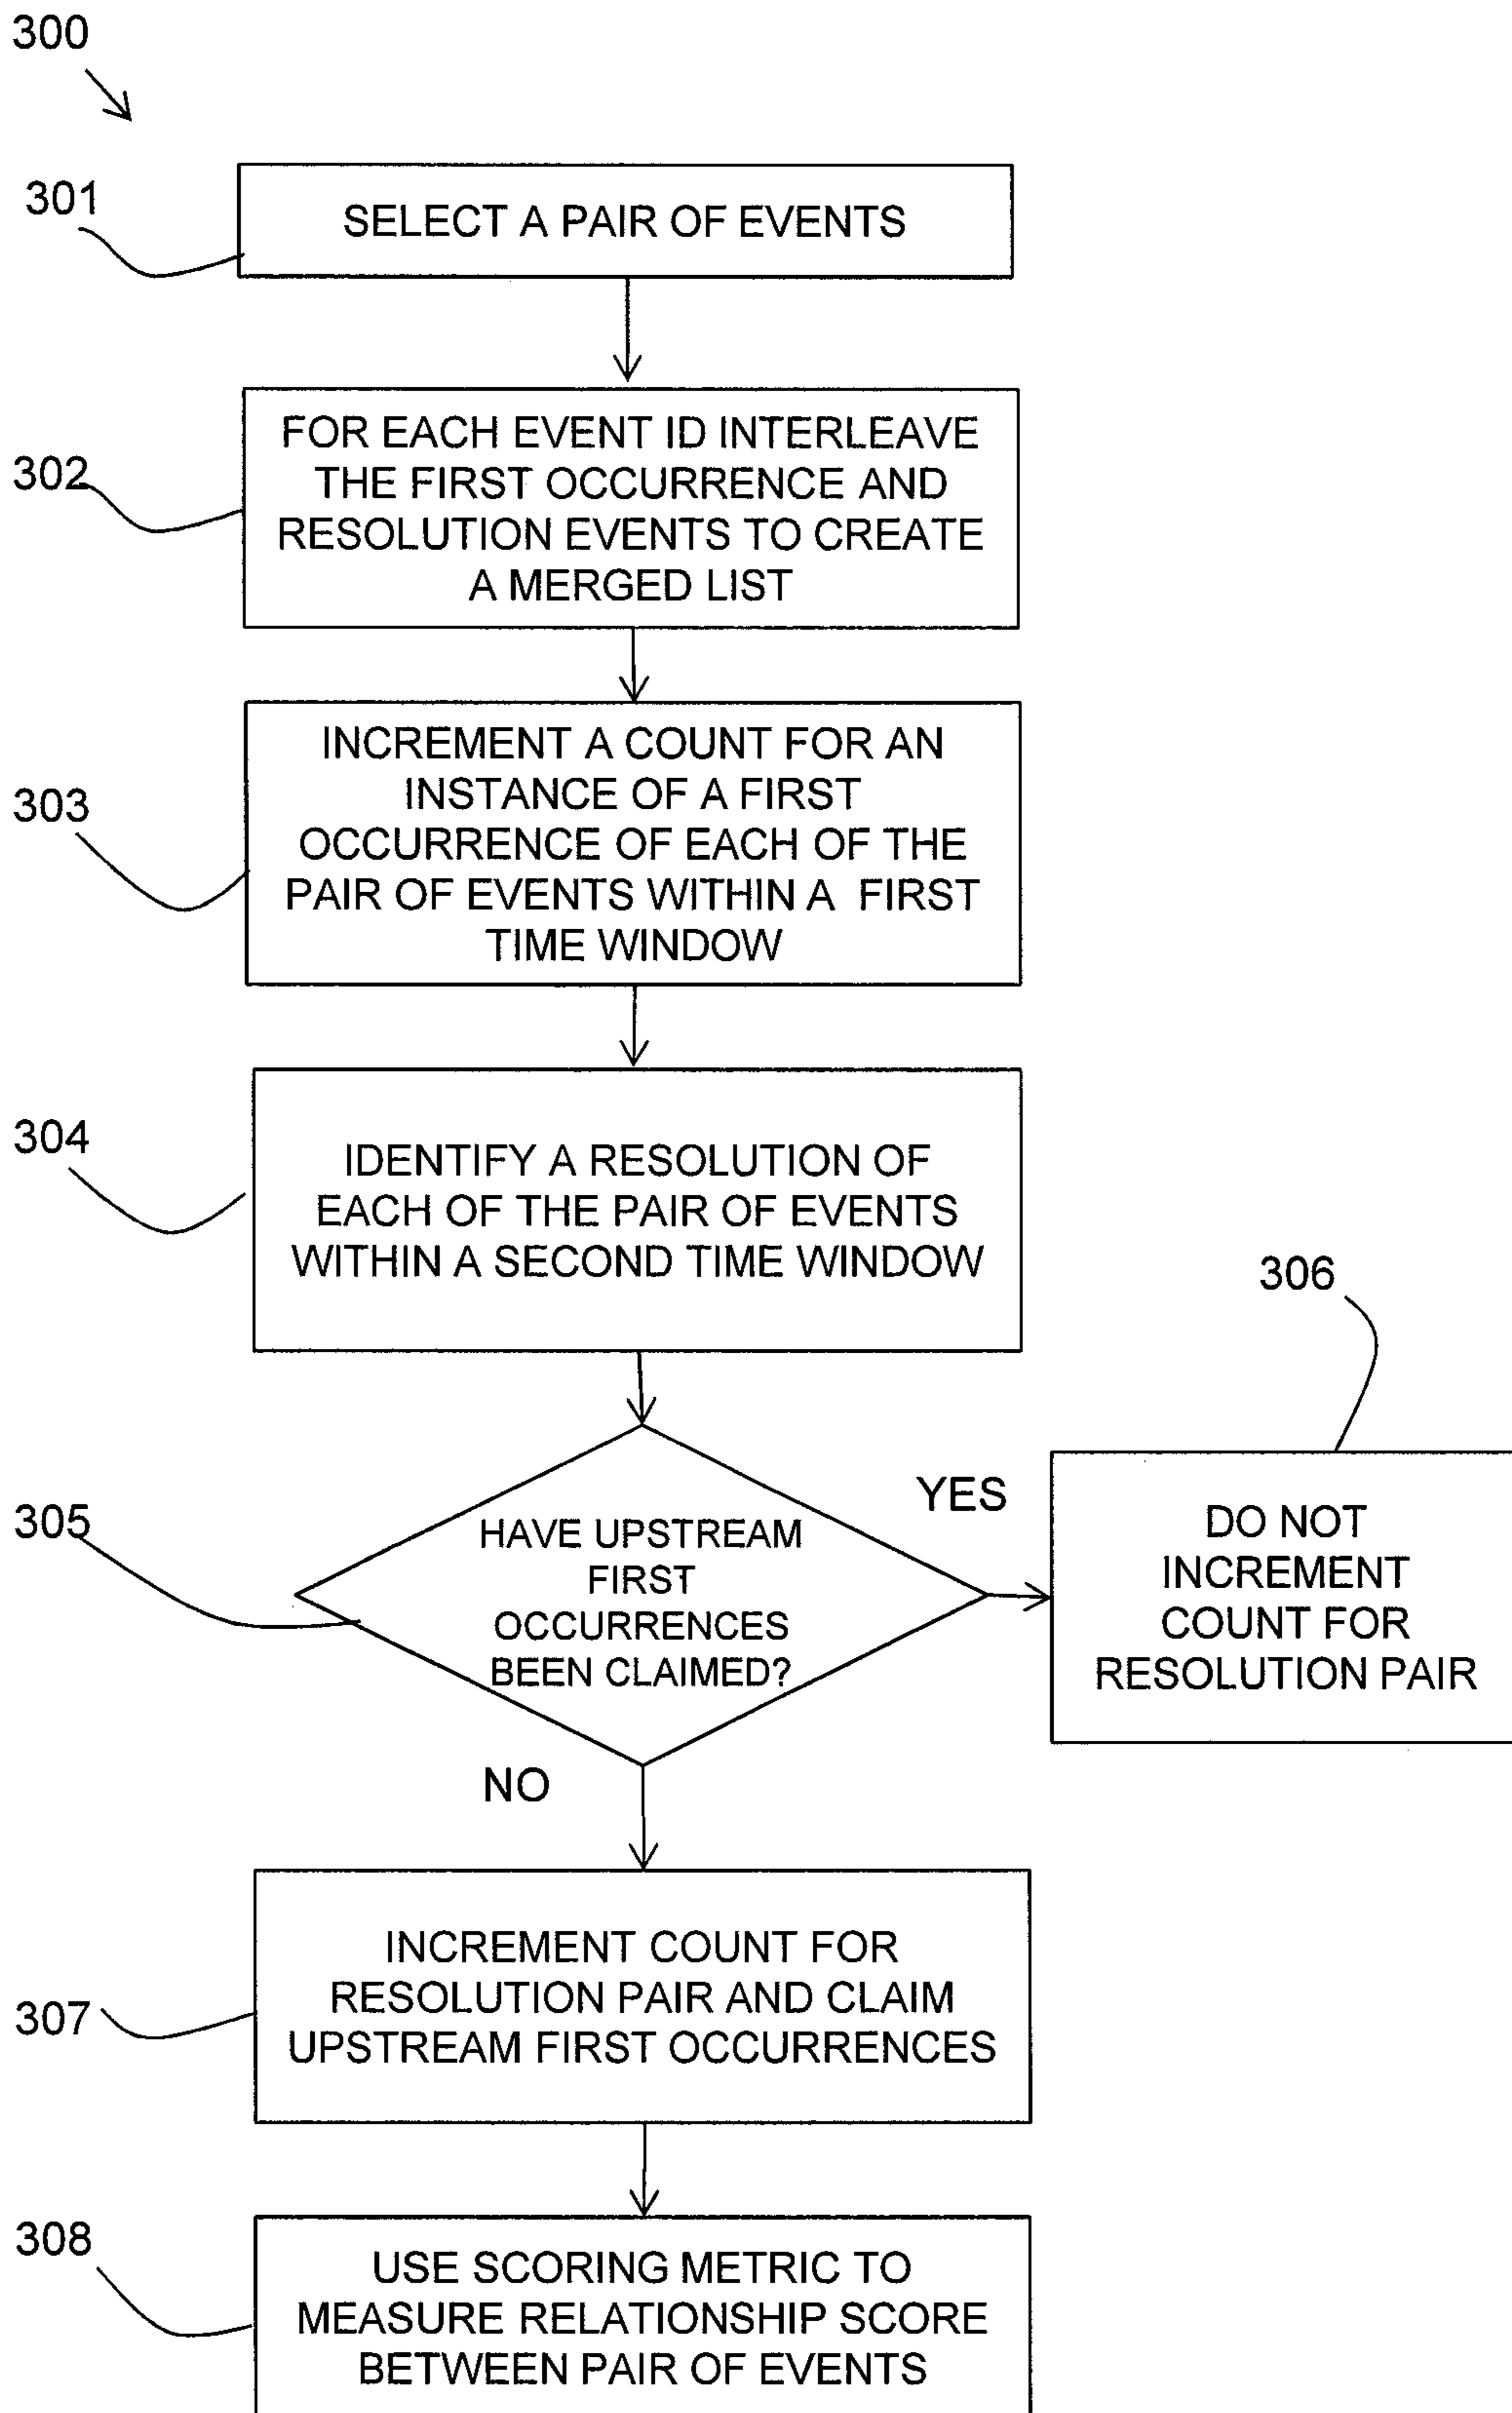 300
301
SELECT A PAIR OF EVENTS
302
FOR EACH EVENT ID INTERLEAVE
THE FIRST OCCURRENCE AND
RESOLUTION EVENTS TO CREATE
A MERGED LIST
303
INCREMENT A COUNT FOR AN
INSTANCE OF A FIRST
OCCURRENCE OF EACH OF THE
PAIR OF EVENTS WITHIN A FIRST
TIME WINDOW
304
IDENTIFY A RESOLUTION OF
EACH OF THE PAIR OF EVENTS
WITHIN A SECOND TIME WINDOW
305
HAVE UPSTREAM
FIRST
OCCURRENCES
BEEN CLAIMED?
YES
306
DO NOT
INCREMENT
COUNT FOR
RESOLUTION PAIR
NO
307
INCREMENT COUNT FOR
RESOLUTION PAIR AND CLAIM
UPSTREAM FIRST OCCURRENCES
308
USE SCORING METRIC TO
MEASURE RELATIONSHIP SCORE
BETWEEN PAIR OF EVENTS